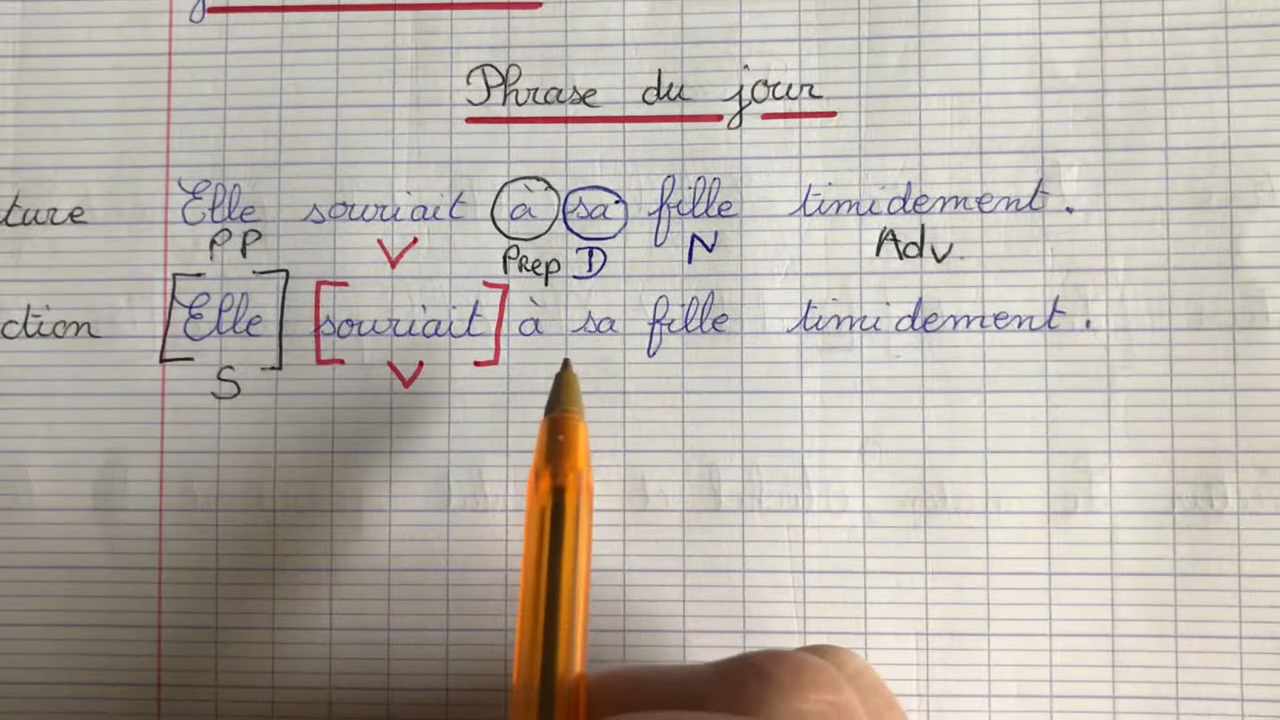 Phrase du jour
ture Elle souriait à sa fille timidement.
PP V Prep D N Adv.
ction [Elle] [souriait] à sa fille timidement.
S V